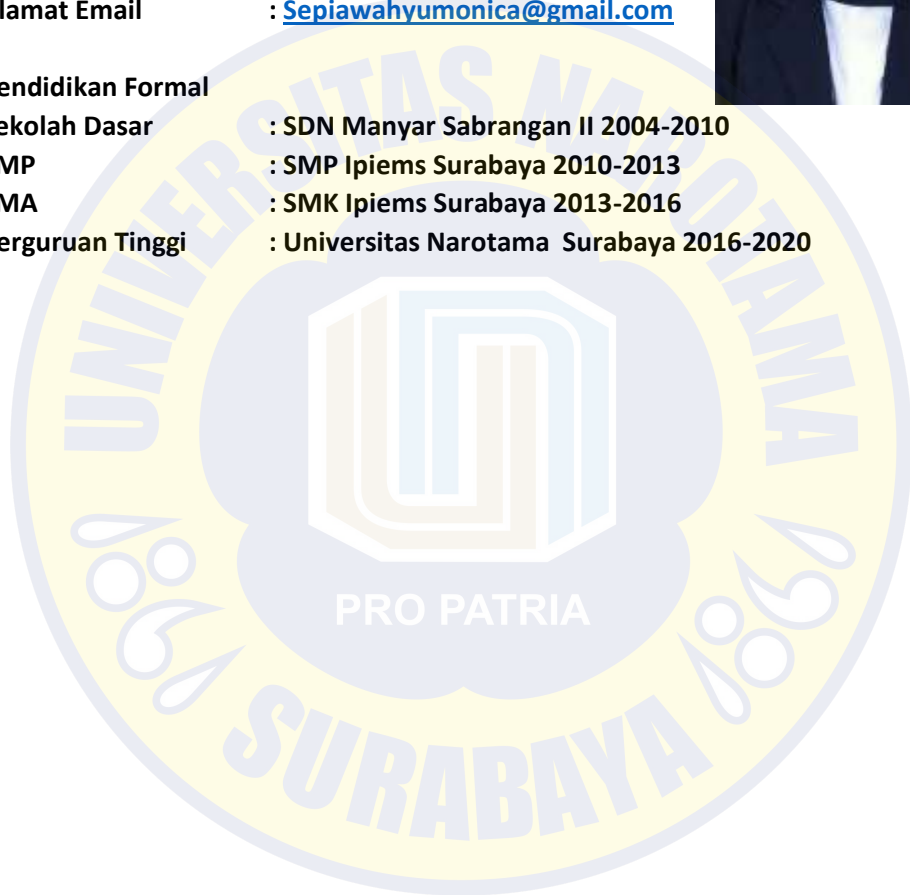 lamat Email : Sepiawahyumonica@gmail.com
endidikan Formal
ekolah Dasar : SDN Manyar Sabrangan II 2004-2010
MP : SMP Ipiems Surabaya 2010-2013
MA : SMK Ipiems Surabaya 2013-2016
erguruan Tinggi : Universitas Narotama Surabaya 2016-2020
UNIVERSITAS NAROTAMA
PRO PATRIA
SURABAYA